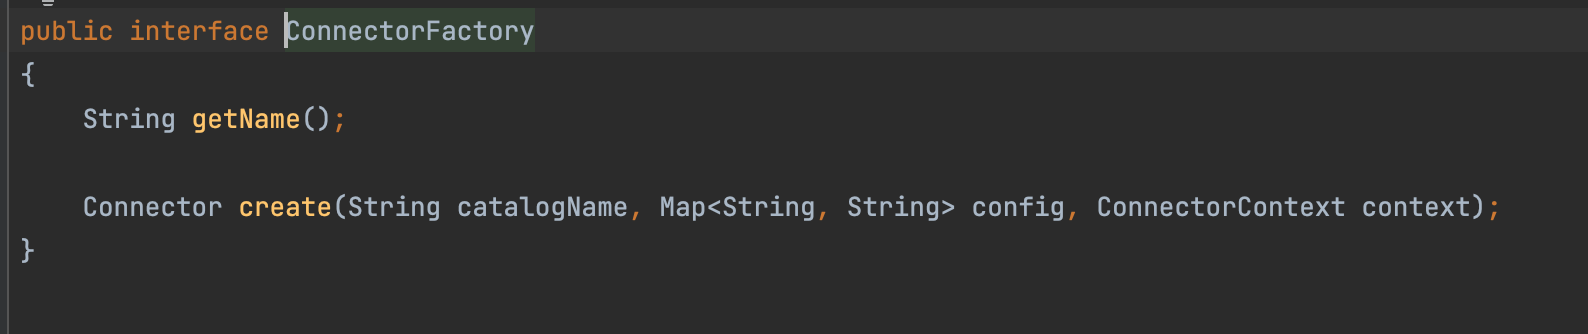 public interface ConnectorFactory
{
    String getName();
    Connector create(String catalogName, Map<String, String> config, ConnectorContext context);
}